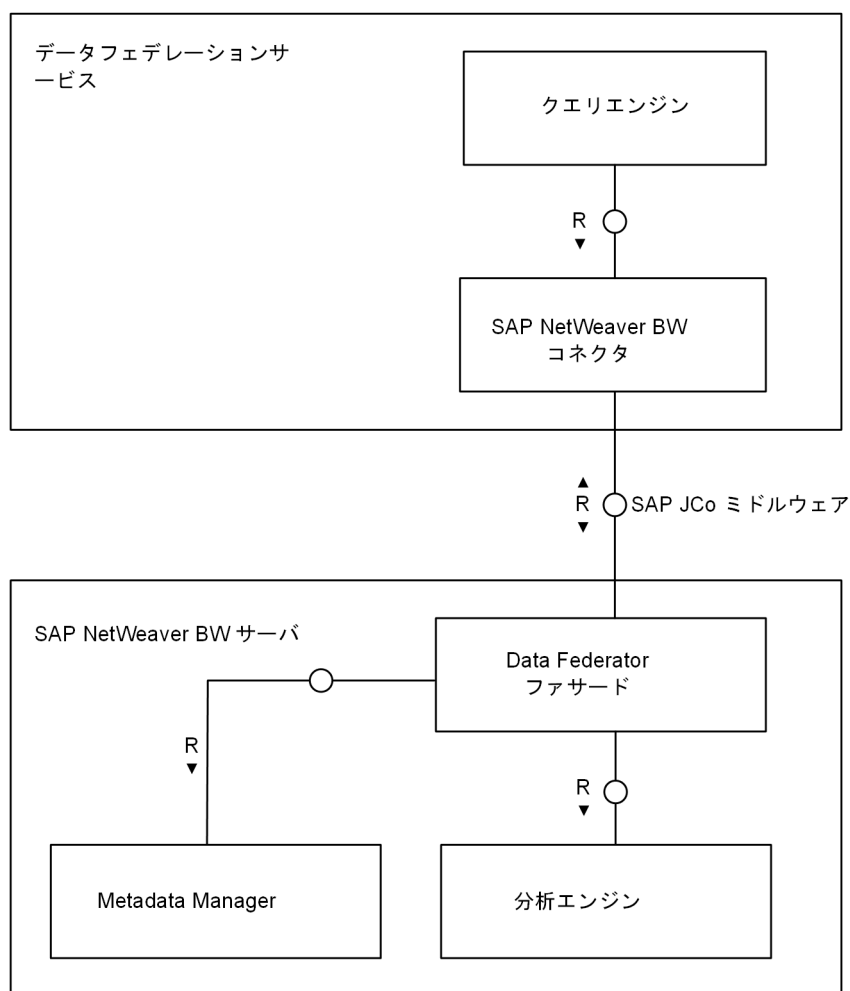 データフェデレーションサ
ービス
クエリエンジン
R
▼
SAP NetWeaver BW
コネクタ
▲
R
▼
SAP JCo ミドルウェア
SAP NetWeaver BW サーバ
Data Federator
ファサード
R
▼
R
▼
Metadata Manager
分析エンジン